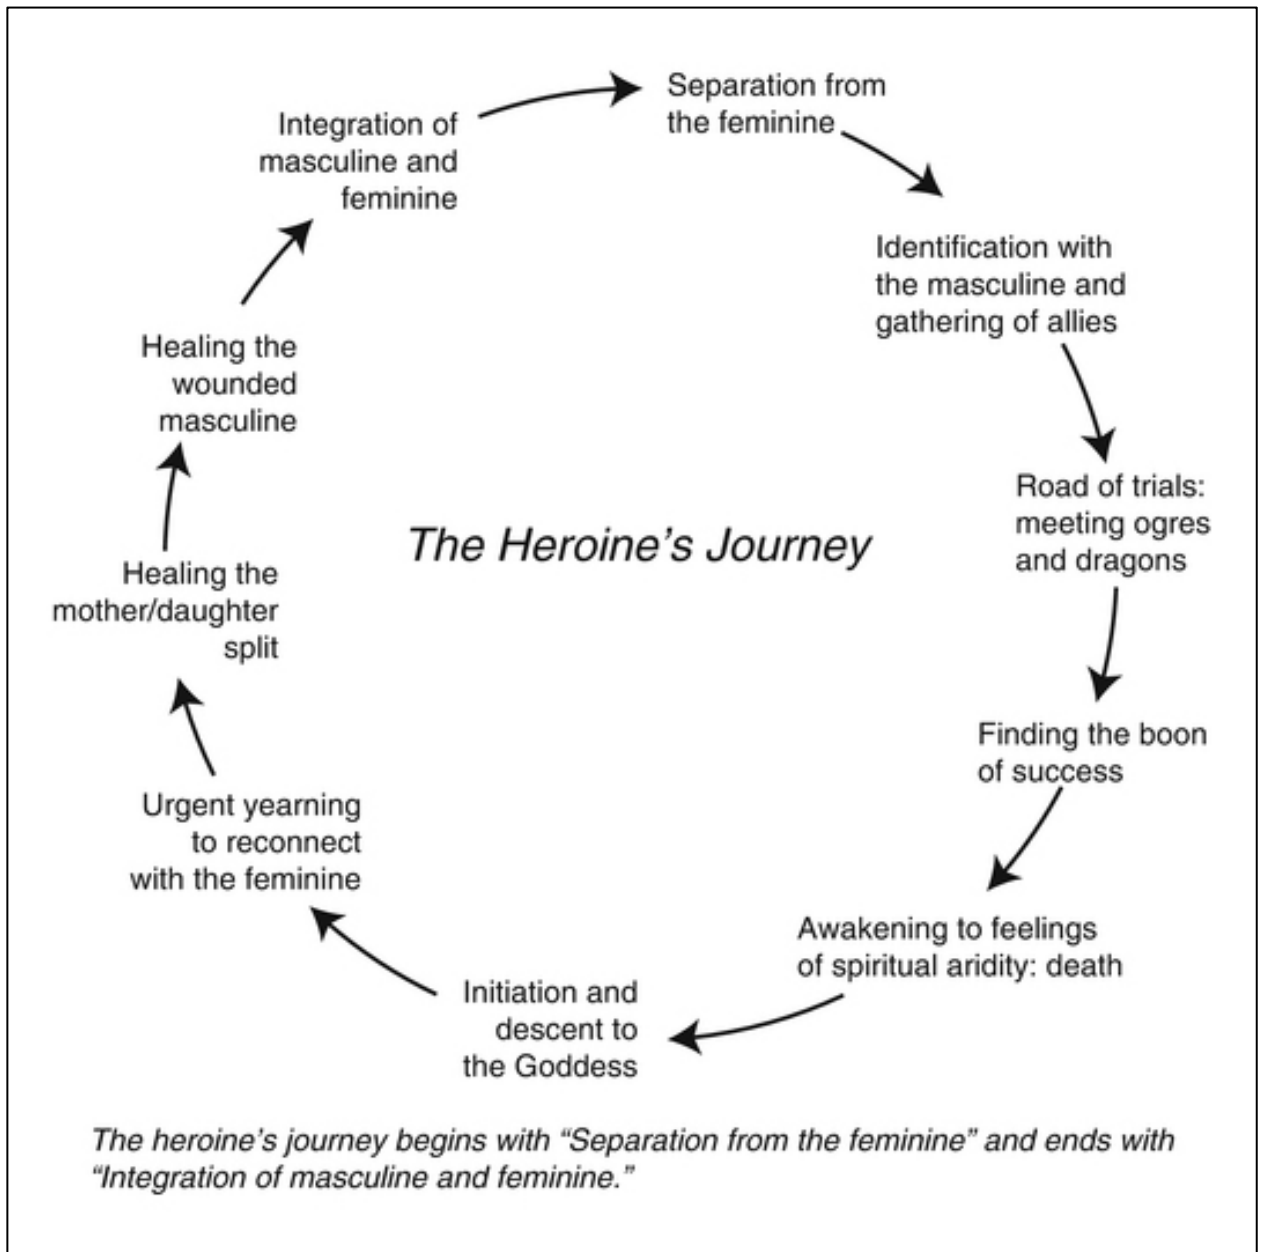 Separation from
the feminine
Identification with
the masculine and
gathering of allies
Road of trials:
meeting ogres
and dragons
Finding the boon
of success
Awakening to feelings
of spiritual aridity: death
Initiation and
descent to
the Goddess
Urgent yearning
to reconnect
with the feminine
Healing the
mother/daughter
split
Healing the
wounded
masculine
Integration of
masculine and
feminine
The Heroine’s Journey
The heroine’s journey begins with “Separation from the feminine” and ends with
“Integration of masculine and feminine.”